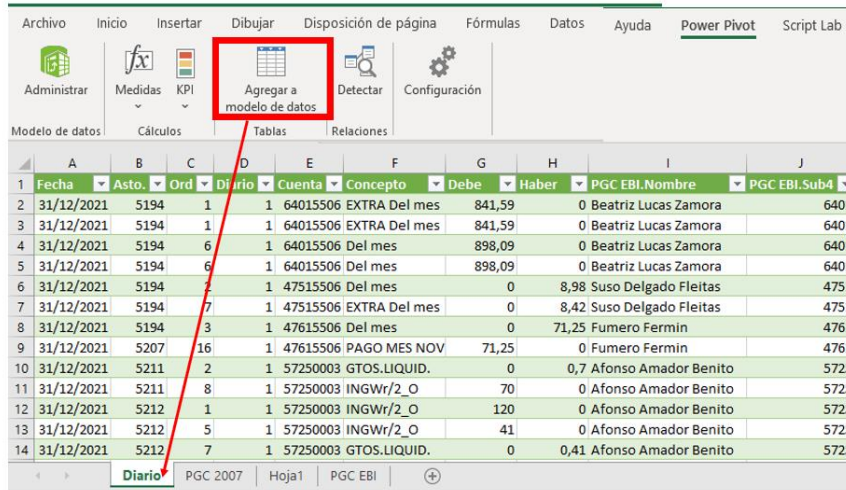 Archivo Inicio Insertar Dibujar Disposición de página Fórmulas Datos Ayuda Power Pivot Script Lab
Administrar Medidas KPI Agregar a modelo de datos Detectar Configuración
Modelo de datos Cálculos Tablas Relaciones
A B C D E F G H I J
1 Fecha Asto. Ord Diario Cuenta Concepto Debe Haber PGC EBI.Nombre PGC EBI.Sub4
2 31/12/2021 5194 1 1 64015506 EXTRA Del mes 841,59 0 Beatriz Lucas Zamora 640
3 31/12/2021 5194 1 1 64015506 EXTRA Del mes 841,59 0 Beatriz Lucas Zamora 640
4 31/12/2021 5194 6 1 64015506 Del mes 898,09 0 Beatriz Lucas Zamora 640
5 31/12/2021 5194 6 1 64015506 Del mes 898,09 0 Beatriz Lucas Zamora 640
6 31/12/2021 5194 2 1 47515506 Del mes 0 8,98 Suso Delgado Fleitas 475
7 31/12/2021 5194 7 1 47515506 EXTRA Del mes 0 8,42 Suso Delgado Fleitas 475
8 31/12/2021 5194 3 1 47615506 Del mes 0 71,25 Fumero Fermin 476
9 31/12/2021 5207 16 1 47615506 PAGO MES NOV 71,25 0 Fumero Fermin 476
10 31/12/2021 5211 2 1 57250003 GTOS.LIQUID. 0 0,7 Afonso Amador Benito 572
11 31/12/2021 5211 8 1 57250003 INGWr/2_O 70 0 Afonso Amador Benito 572
12 31/12/2021 5212 1 1 57250003 INGWr/2_O 120 0 Afonso Amador Benito 572
13 31/12/2021 5212 5 1 57250003 INGWr/2_O 41 0 Afonso Amador Benito 572
14 31/12/2021 5212 7 1 57250003 GTOS.LIQUID. 0 0,41 Afonso Amador Benito 572
Diario PGC 2007 Hoja1 PGC EBI